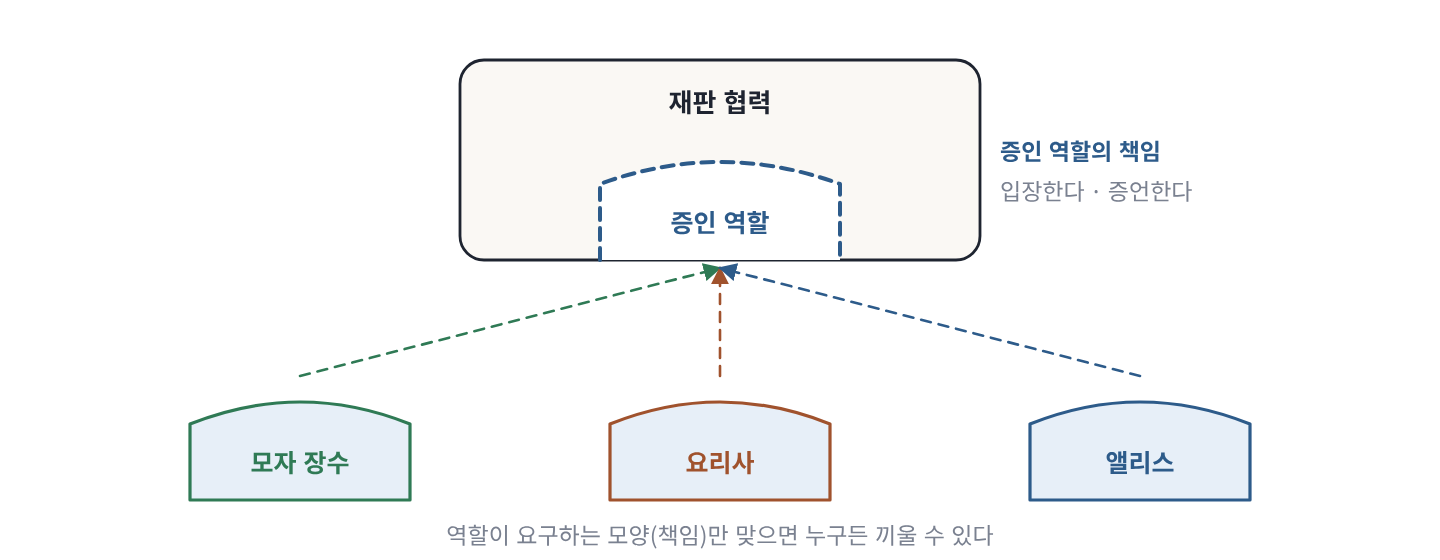 재판 협력
증인 역할의 책임
입장한다 · 증언한다
증인 역할
모자 장수
요리사
앨리스
역할이 요구하는 모양(책임)만 맞으면 누구든 끼울 수 있다